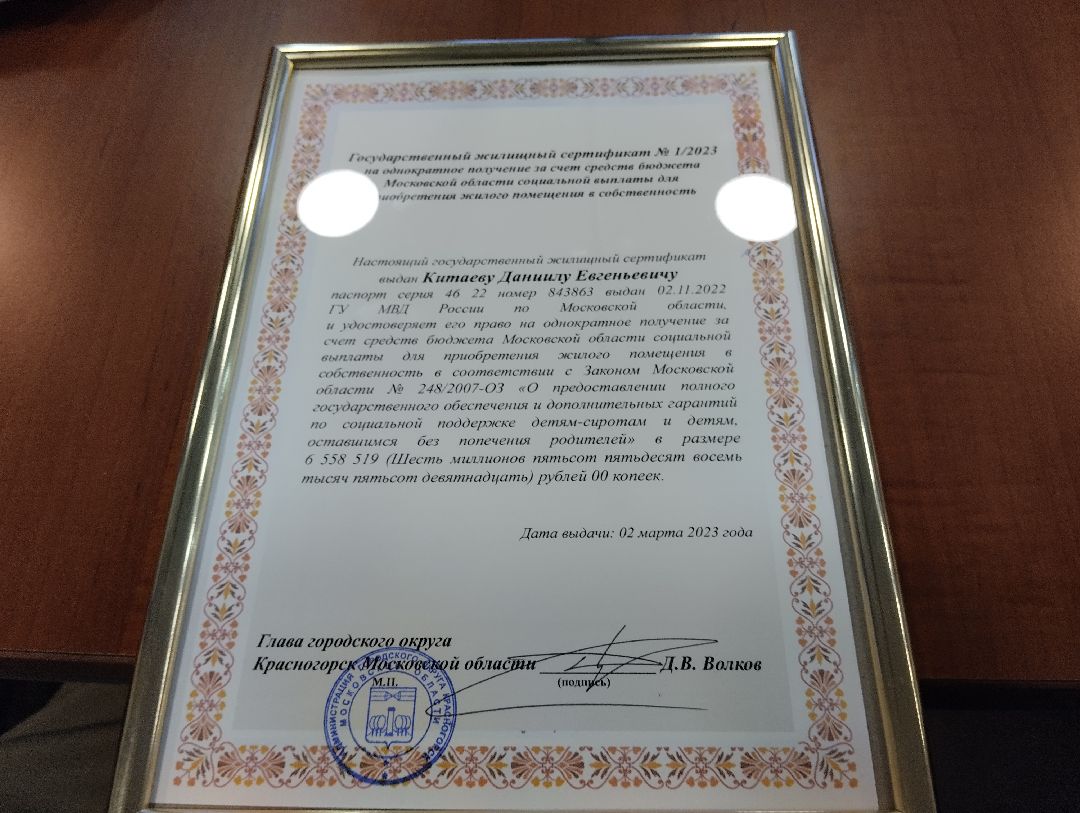 Государственный жилищный сертификат № 1/2023
на однократное получение за счет средств бюджета
Московской области социальной выплаты для
приобретения жилого помещения в собственность
Настоящий государственный жилищный сертификат
выдан Китаеву Даниилу Евгеньевичу
паспорт серия 46 22 номер 843863 выдан 02.11.2022
ГУ МВД России по Московской области,
и удостоверяет его право на однократное получение за
счет средств бюджета Московской области социальной
выплаты для приобретения жилого помещения в
собственность в соответствии с Законом Московской
области № 248/2007-ОЗ «О предоставлении полного
государственного обеспечения и дополнительных гарантий
по социальной поддержке детям-сиротам и детям,
оставшимся без попечения родителей» в размере
6 558 519 (Шесть миллионов пятьсот пятьдесят восемь
тысяч пятьсот девятнадцать) рублей 00 копеек.
Дата выдачи: 02 марта 2023 года
Глава городского округа
Красногорск Московской области Д.В. Волков
М.П. (подпись)
АДМИНИСТРАЦИЯ ГОРОДСКОГО ОКРУГА КРАСНОГОРСК
МОСКОВСКОЙ ОБЛАСТИ